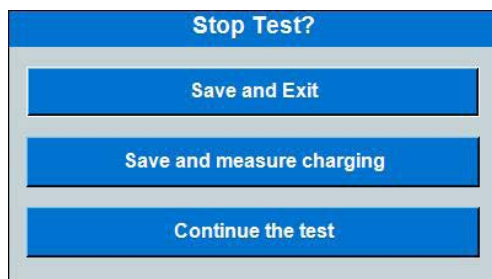 Stop Test?
Save and Exit
Save and measure charging
Continue the test